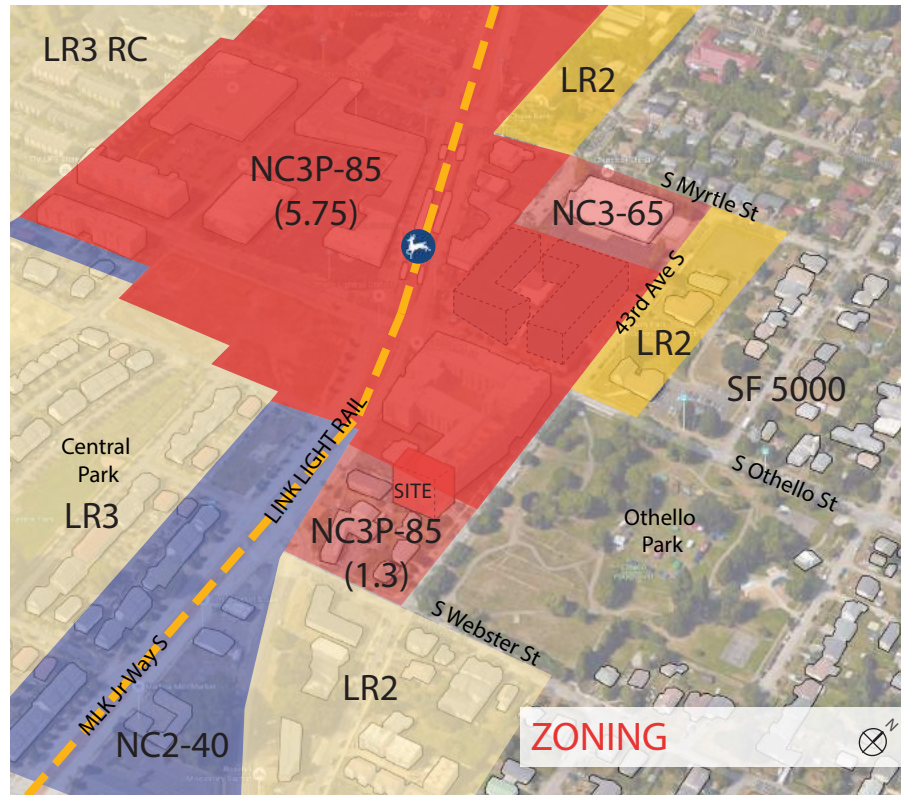 LR3 RC
LR2
NC3P-85
(5.75)
S Myrtle St
NC3-65
43rd Ave S
LR2
SF 5000
LINK LIGHT RAIL
Central
Park
LR3
SITE
NC3P-85
(1.3)
S Othello St
Othello
Park
S Webster St
MLK Jr Way S
LR2
NC2-40
ZONING
N